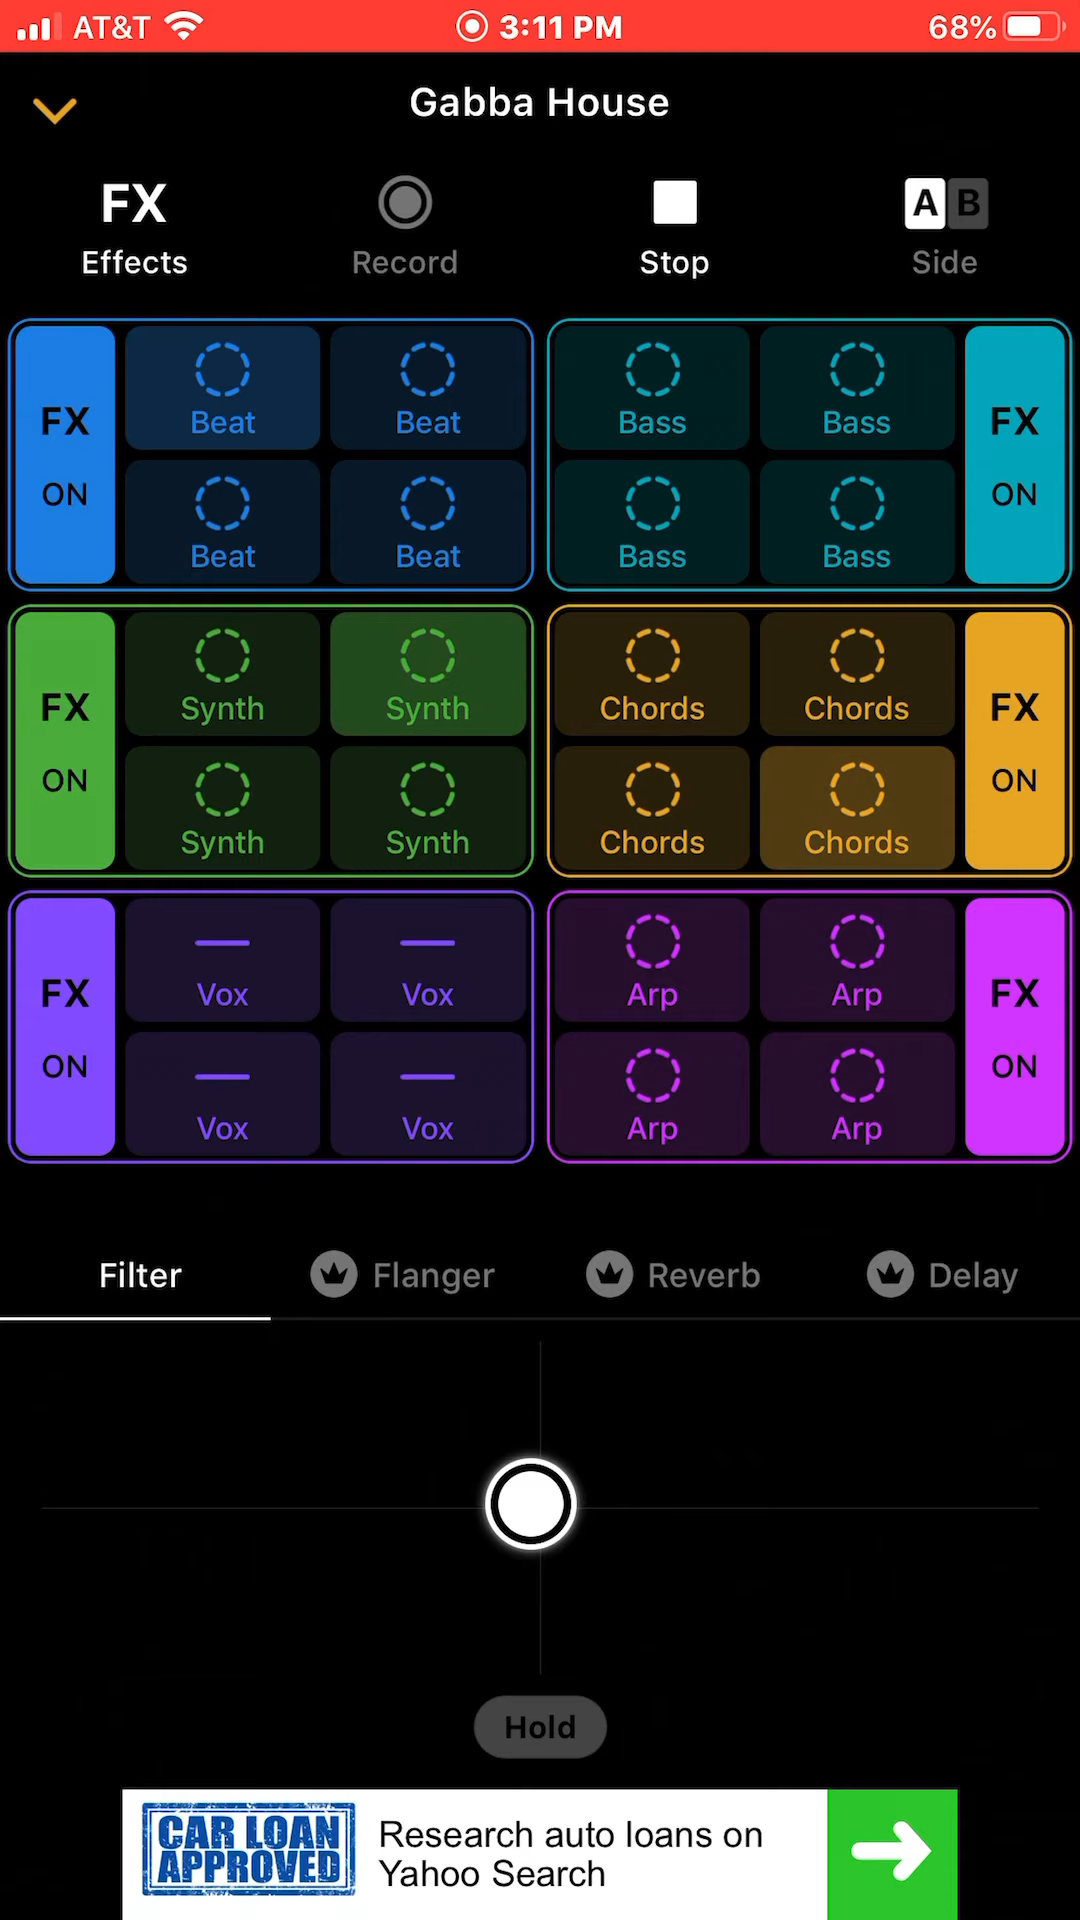 AT&T 3:11 PM 68%
Gabba House
FX
Effects
Record
Stop
A B
Side
FX
ON
Beat Beat
Beat Beat
Bass Bass
Bass Bass
FX
ON
FX
ON
Synth Synth
Synth Synth
Chords Chords
Chords Chords
FX
ON
FX
ON
Vox Vox
Vox Vox
Arp Arp
Arp Arp
FX
ON
Filter Flanger Reverb Delay
Hold
CAR LOAN
APPROVED
Research auto loans on
Yahoo Search